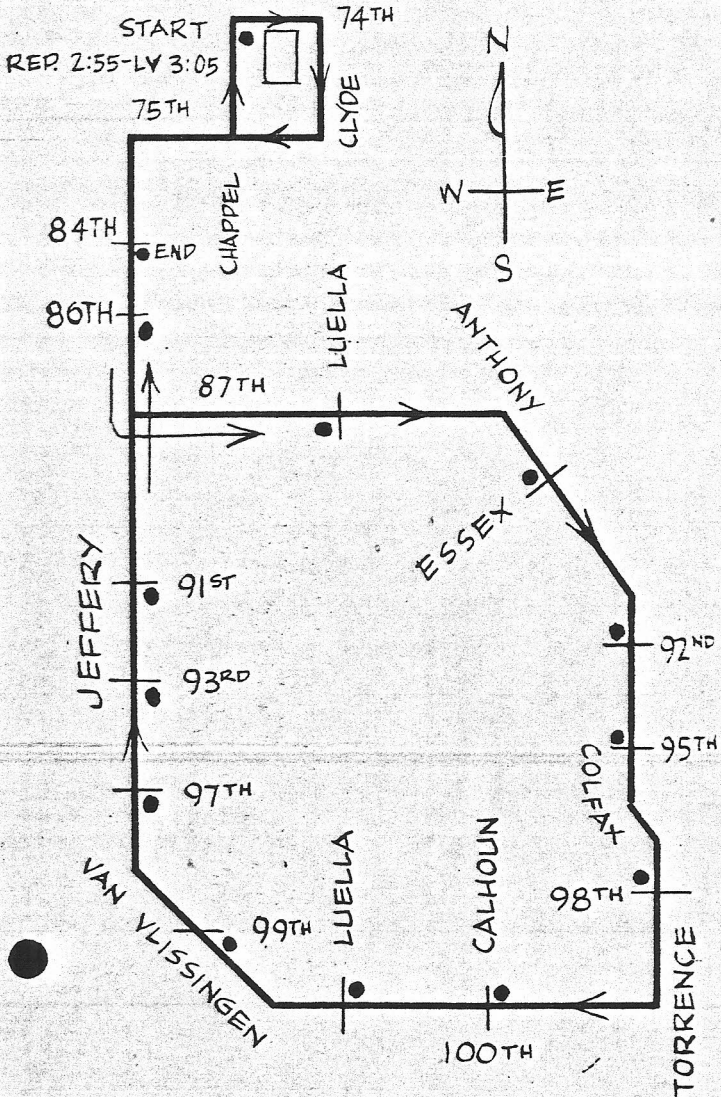 START
REP. 2:55-LV 3:05
74TH
75TH
CLYDE
CHAPPEL
N
W E
S
84TH
END
86TH
LUELLA
ANTHONY
87TH
ESSEX
JEFFERY
91ST
92ND
93RD
95TH
COLFAX
97TH
98TH
VAN VLISSINGEN
99TH
LUELLA
CALHOUN
100TH
TORRENCE